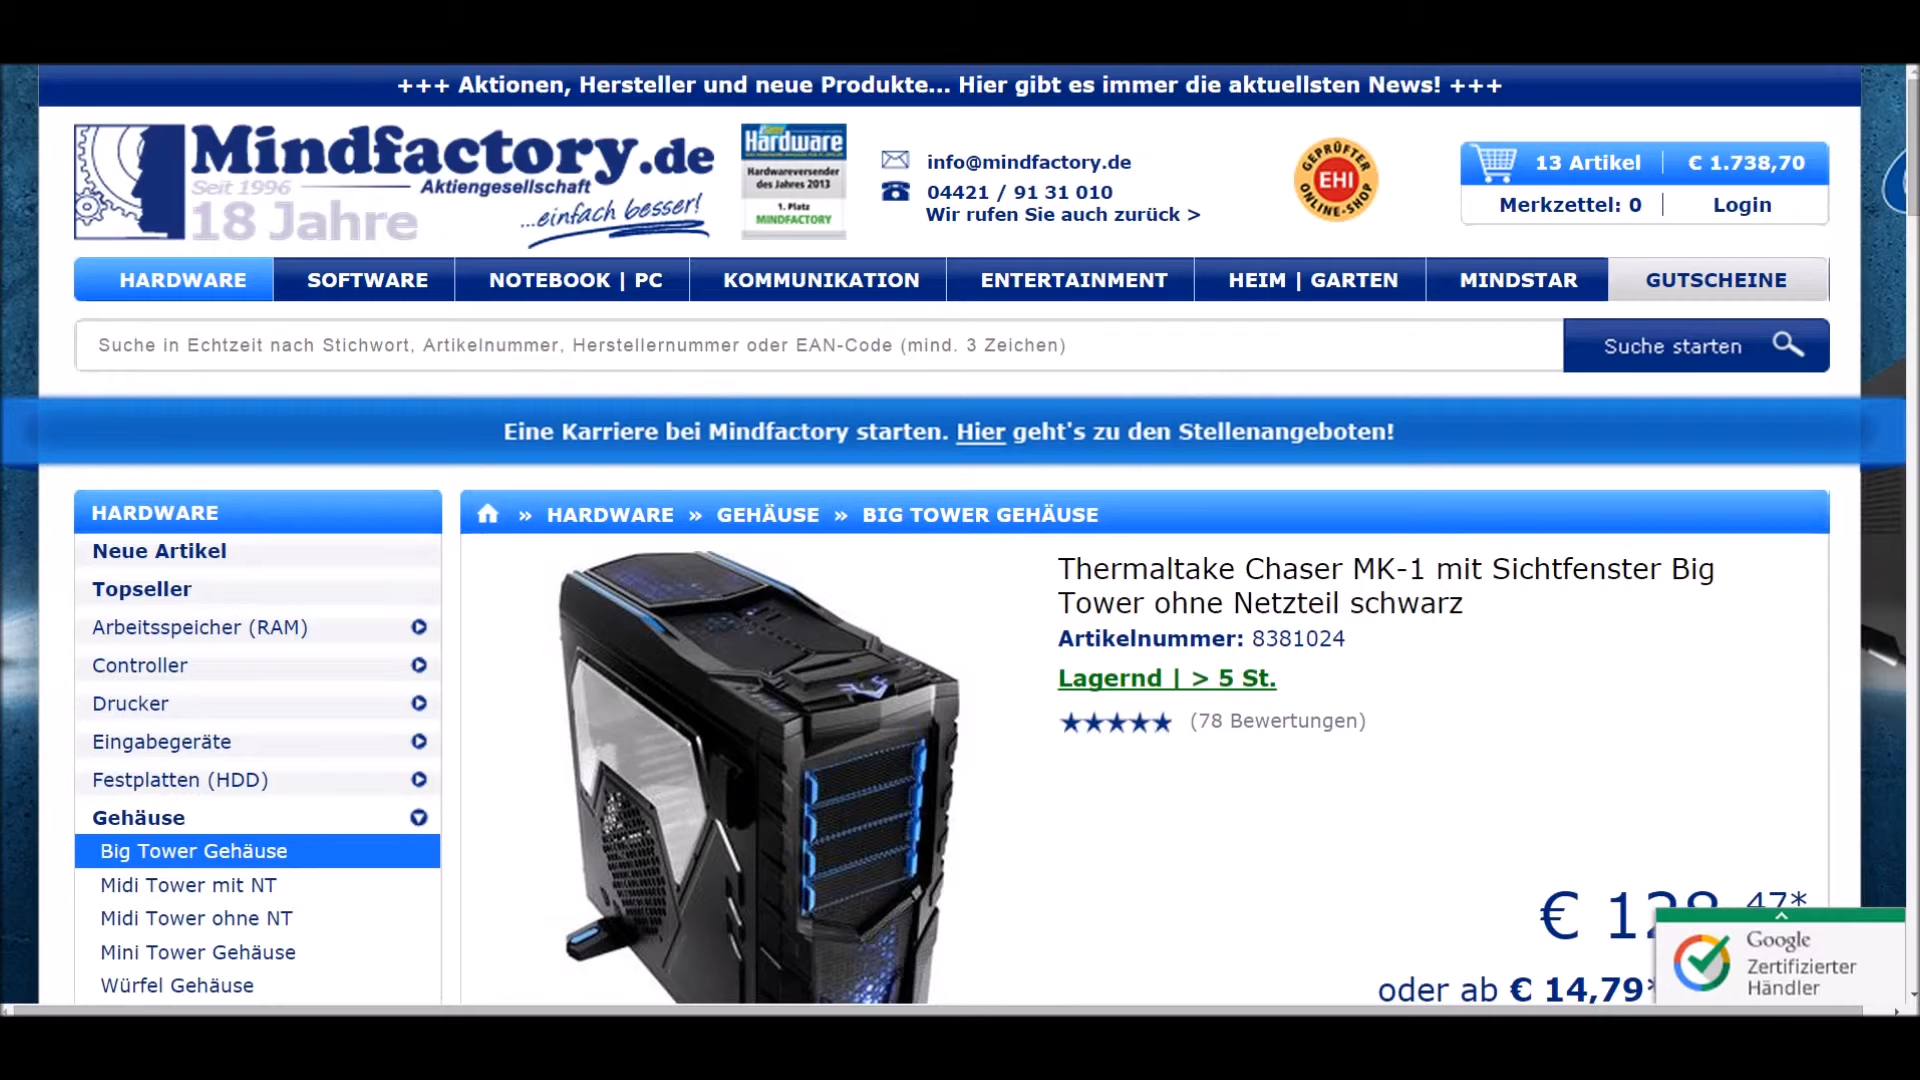 +++ Aktionen, Hersteller und neue Produkte... Hier gibt es immer die aktuellsten News! +++
Mindfactory.de
Seit 1996
Aktiengesellschaft
18 Jahre
...einfach besser!
Hardware
Hardwareversender
des Jahres 2013
1. Platz
MINDFACTORY
info@mindfactory.de
04421 / 91 31 010
Wir rufen Sie auch zurück >
GEPRÜFTER
EHI
ONLINE-SHOP
13 Artikel
€ 1.738,70
Merkzettel: 0
Login
HARDWARE
SOFTWARE
NOTEBOOK | PC
KOMMUNIKATION
ENTERTAINMENT
HEIM | GARTEN
MINDSTAR
GUTSCHEINE
Suche in Echtzeit nach Stichwort, Artikelnummer, Herstellernummer oder EAN-Code (mind. 3 Zeichen)
Suche starten
Eine Karriere bei Mindfactory starten. Hier geht's zu den Stellenangeboten!
HARDWARE
Neue Artikel
Topseller
Arbeitsspeicher (RAM)
Controller
Drucker
Eingabegeräte
Festplatten (HDD)
Gehäuse
Big Tower Gehäuse
Midi Tower mit NT
Midi Tower ohne NT
Mini Tower Gehäuse
Würfel Gehäuse
» HARDWARE » GEHÄUSE » BIG TOWER GEHÄUSE
Thermaltake Chaser MK-1 mit Sichtfenster Big
Tower ohne Netzteil schwarz
Artikelnummer: 8381024
Lagernd | > 5 St.
(78 Bewertungen)
€ 47*
oder ab € 14,79*
Google
Zertifizierter
Händler